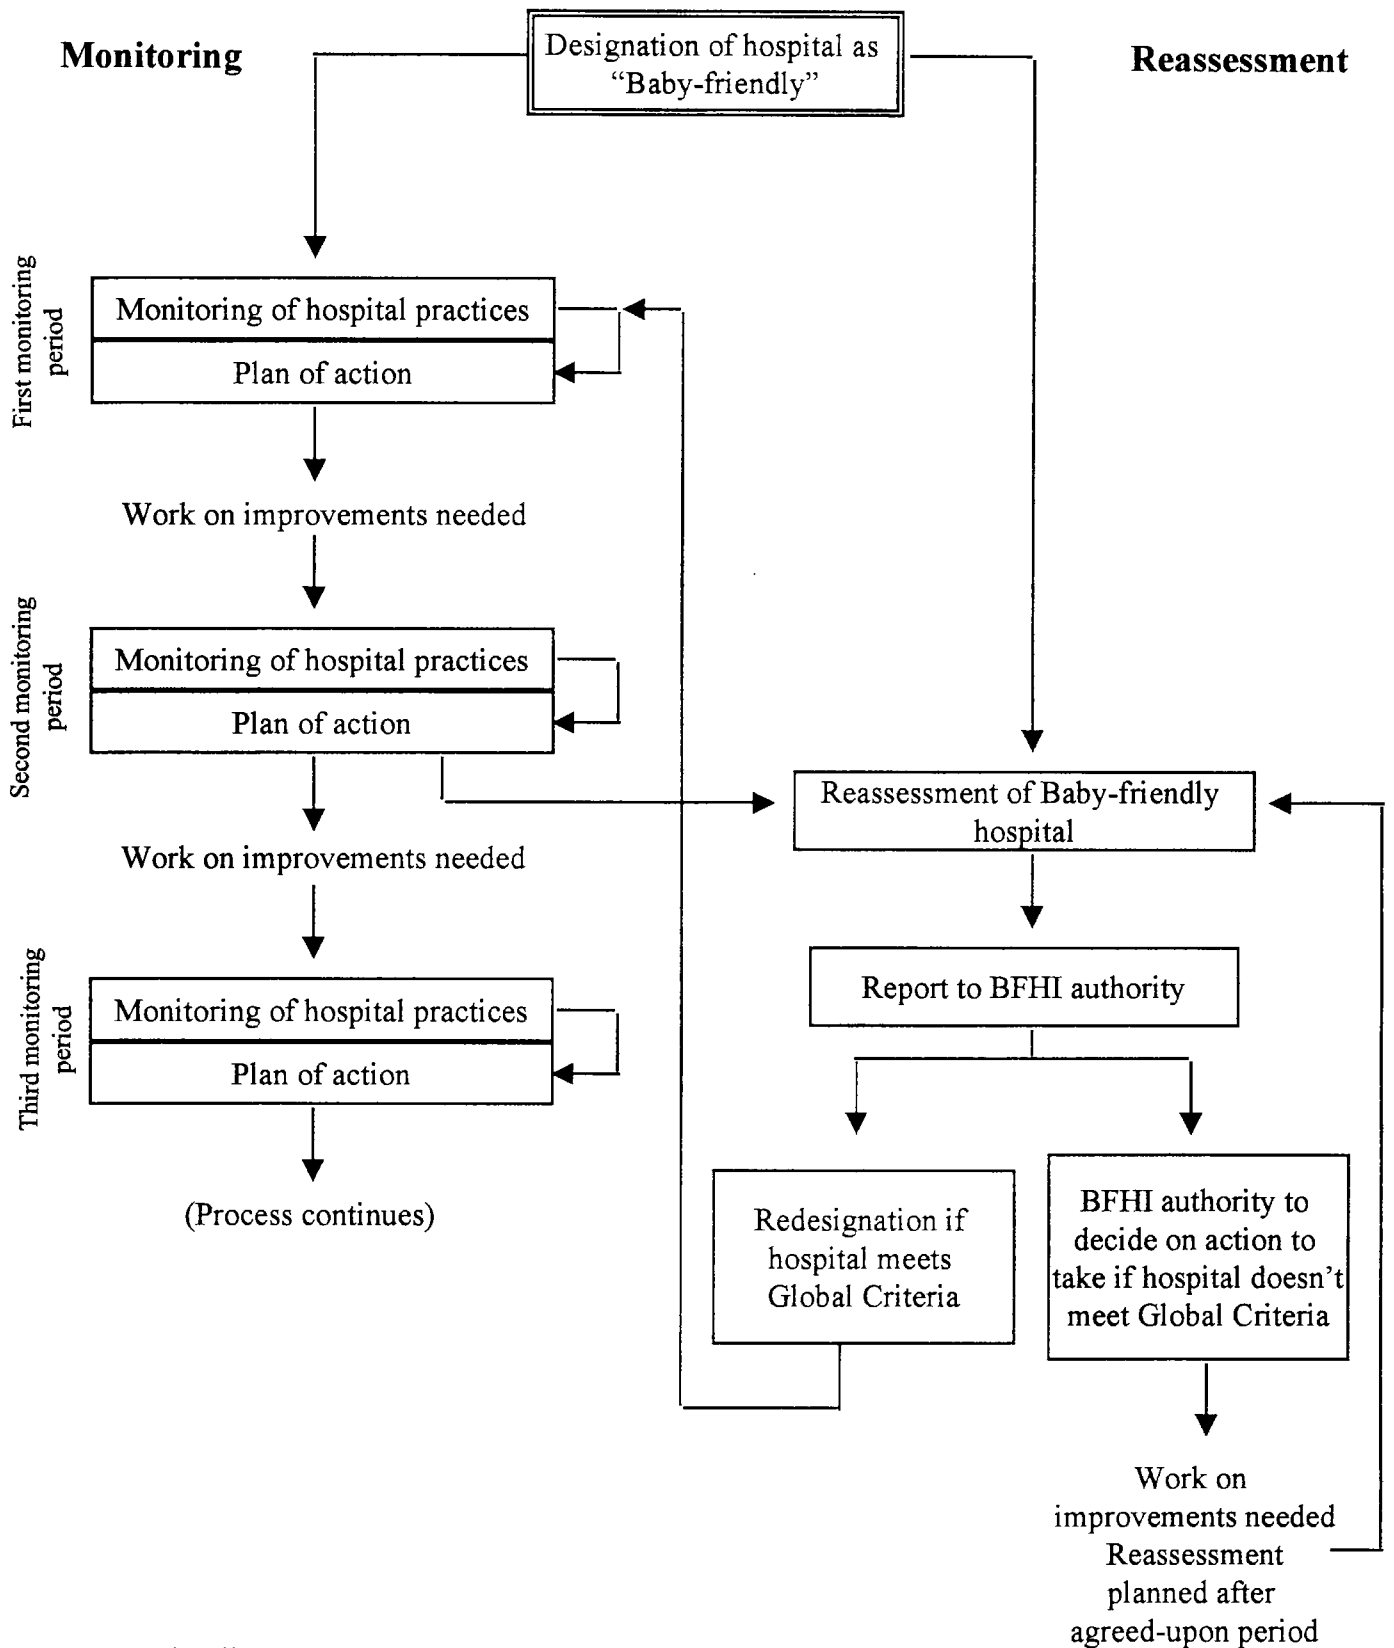 Monitoring
Designation of hospital as
“Baby-friendly”
Reassessment
First monitoring
period
Monitoring of hospital practices
Plan of action
Work on improvements needed
Second monitoring
period
Monitoring of hospital practices
Plan of action
Work on improvements needed
Third monitoring
period
Monitoring of hospital practices
Plan of action
(Process continues)
Reassessment of Baby-friendly
hospital
Report to BFHI authority
Redesignation if
hospital meets
Global Criteria
BFHI authority to
decide on action to
take if hospital doesn't
meet Global Criteria
Work on
improvements needed
Reassessment
planned after
agreed-upon period